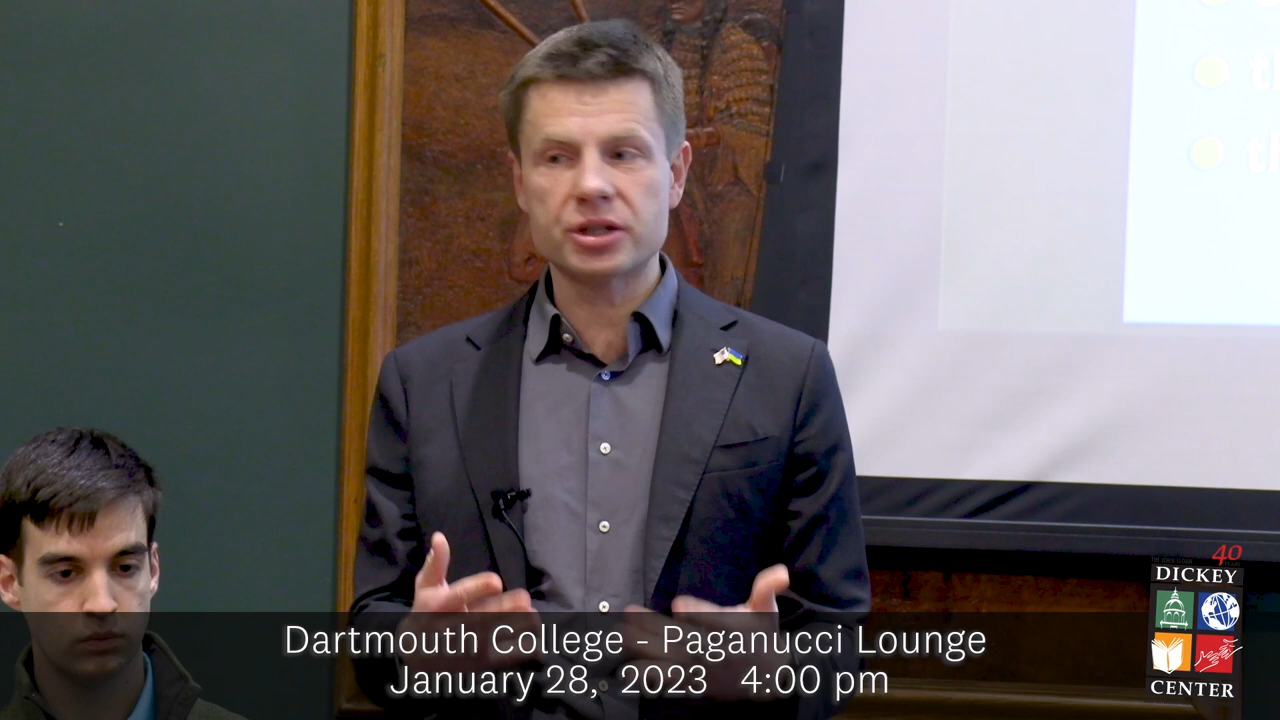 40
DICKEY
Dartmouth College - Paganucci Lounge
January 28, 2023 4:00 pm
CENTER